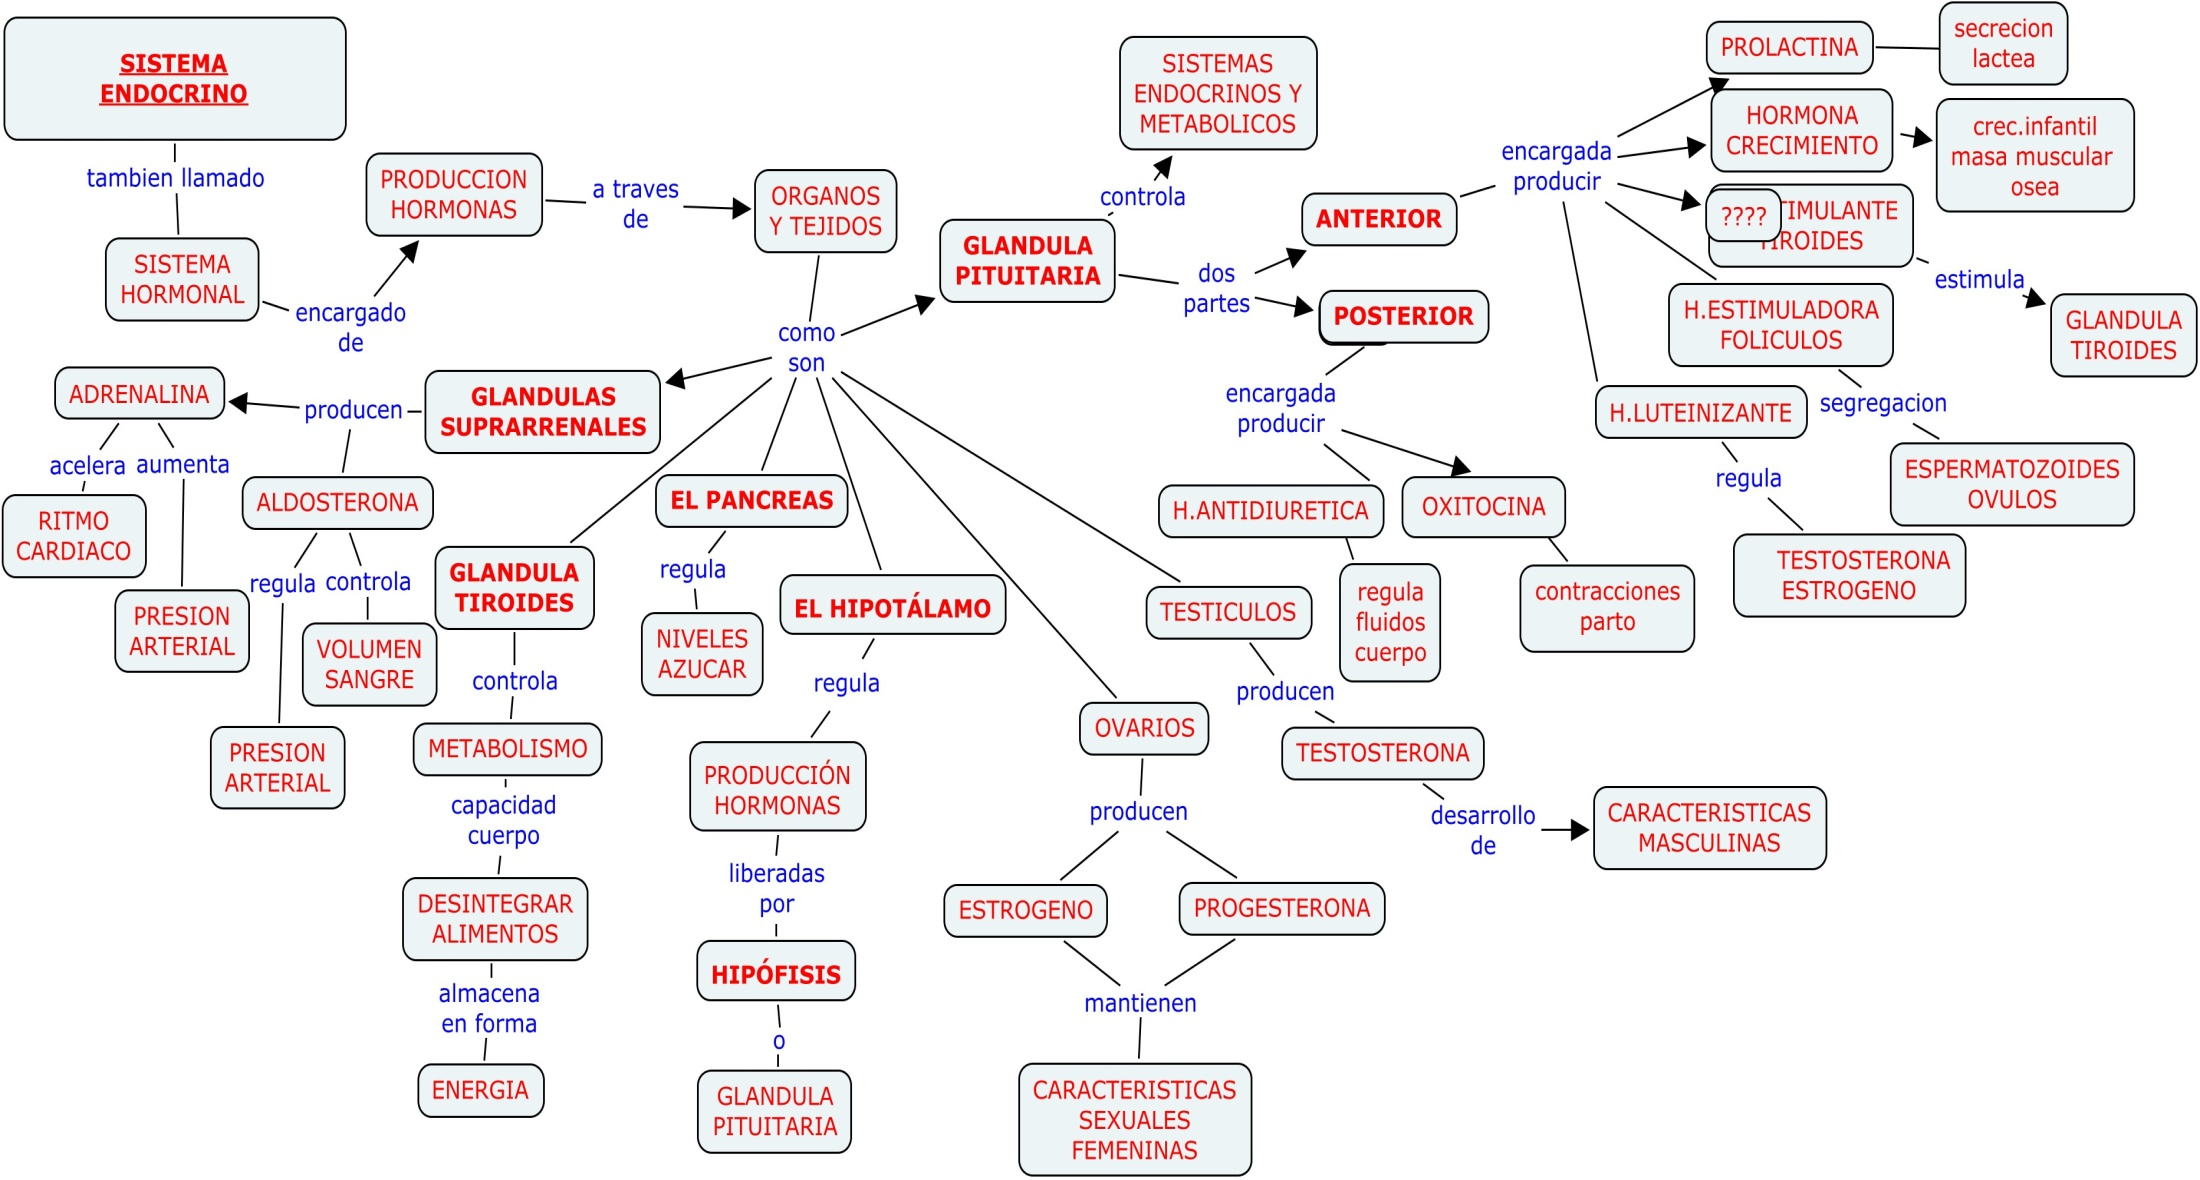 SISTEMA
ENDOCRINO
tambien llamado
SISTEMA
HORMONAL
encargado
de
PRODUCCION
HORMONAS
a traves
de
ORGANOS
Y TEJIDOS
como
son
GLANDULA
PITUITARIA
controla
SISTEMAS
ENDOCRINOS Y
METABOLICOS
dos
partes
ANTERIOR
encargada
producir
PROLACTINA
secrecion
lactea
HORMONA
CRECIMIENTO
crec.infantil
masa muscular
osea
????
TIMULANTE
TIROIDES
estimula
GLANDULA
TIROIDES
H.ESTIMULADORA
FOLICULOS
segregacion
ESPERMATOZOIDES
OVULOS
H.LUTEINIZANTE
regula
TESTOSTERONA
ESTROGENO
POSTERIOR
encargada
producir
H.ANTIDIURETICA
regula
fluidos
cuerpo
OXITOCINA
contracciones
parto
GLANDULAS
SUPRARRENALES
producen
ADRENALINA
acelera
RITMO
CARDIACO
aumenta
PRESION
ARTERIAL
ALDOSTERONA
regula
PRESION
ARTERIAL
controla
VOLUMEN
SANGRE
GLANDULA
TIROIDES
controla
METABOLISMO
capacidad
cuerpo
DESINTEGRAR
ALIMENTOS
almacena
en forma
ENERGIA
EL PANCREAS
regula
NIVELES
AZUCAR
EL HIPOTÁLAMO
regula
PRODUCCIÓN
HORMONAS
liberadas
por
HIPÓFISIS
o
GLANDULA
PITUITARIA
OVARIOS
producen
ESTROGENO
PROGESTERONA
mantienen
CARACTERISTICAS
SEXUALES
FEMENINAS
TESTICULOS
producen
TESTOSTERONA
desarrollo
de
CARACTERISTICAS
MASCULINAS